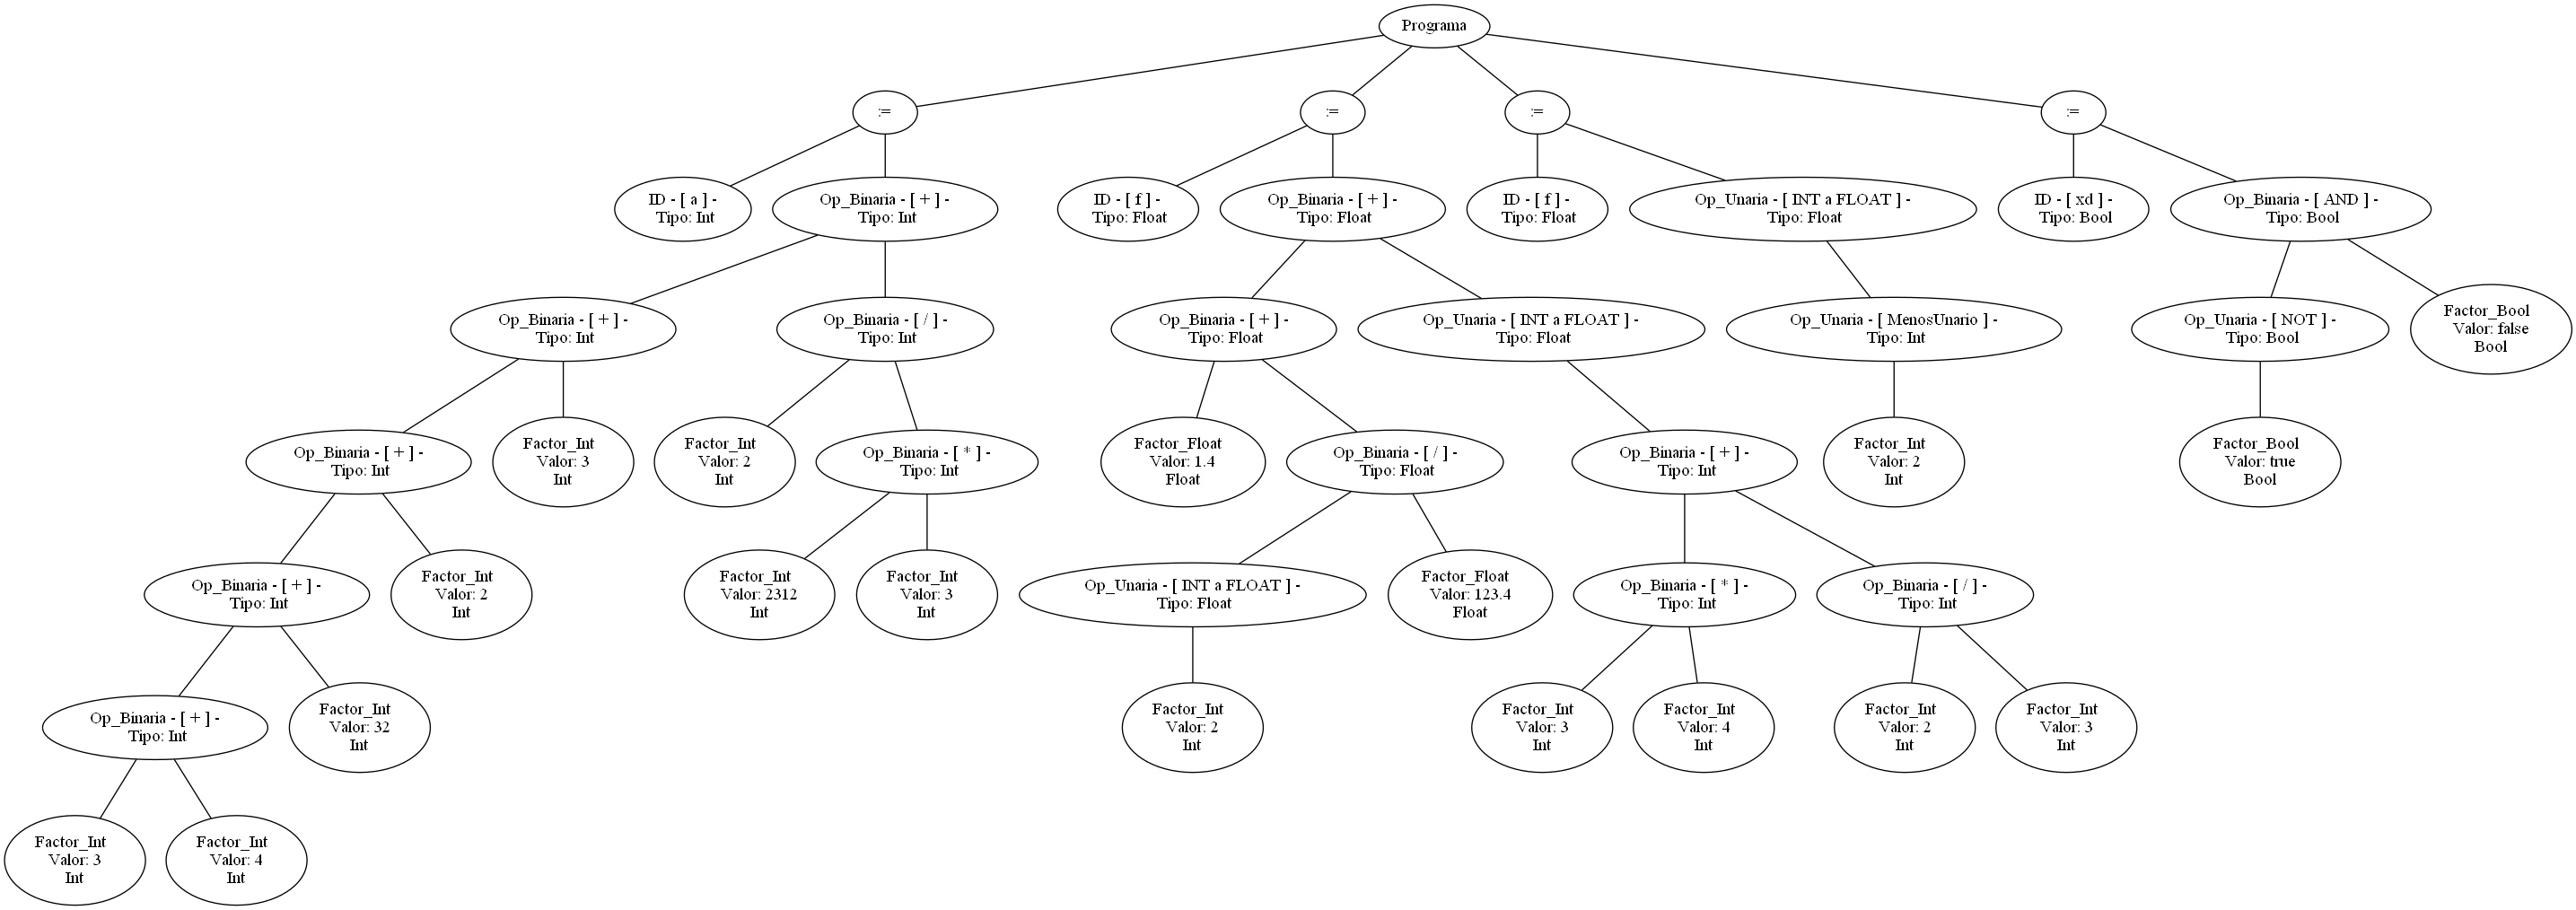 Programa
:=
:=
:=
:=
ID - [ a ] -
Tipo: Int
Op_Binaria - [ + ] -
Tipo: Int
ID - [ f ] -
Tipo: Float
Op_Binaria - [ + ] -
Tipo: Float
ID - [ f ] -
Tipo: Float
Op_Unaria - [ INT a FLOAT ] -
Tipo: Float
ID - [ xd ] -
Tipo: Bool
Op_Binaria - [ AND ] -
Tipo: Bool
Op_Binaria - [ + ] -
Tipo: Int
Op_Binaria - [ / ] -
Tipo: Int
Op_Binaria - [ + ] -
Tipo: Float
Op_Unaria - [ INT a FLOAT ] -
Tipo: Float
Op_Unaria - [ MenosUnario ] -
Tipo: Int
Op_Unaria - [ NOT ] -
Tipo: Bool
Factor_Bool
Valor: false
Bool
Op_Binaria - [ + ] -
Tipo: Int
Factor_Int
Valor: 3
Int
Factor_Int
Valor: 2
Int
Op_Binaria - [ * ] -
Tipo: Int
Factor_Float
Valor: 1.4
Float
Op_Binaria - [ / ] -
Tipo: Float
Op_Binaria - [ + ] -
Tipo: Int
Factor_Int
Valor: 2
Int
Factor_Bool
Valor: true
Bool
Op_Binaria - [ + ] -
Tipo: Int
Factor_Int
Valor: 2
Int
Factor_Int
Valor: 2312
Int
Factor_Int
Valor: 3
Int
Op_Unaria - [ INT a FLOAT ] -
Tipo: Float
Factor_Float
Valor: 123.4
Float
Op_Binaria - [ * ] -
Tipo: Int
Op_Binaria - [ / ] -
Tipo: Int
Op_Binaria - [ + ] -
Tipo: Int
Factor_Int
Valor: 32
Int
Factor_Int
Valor: 2
Int
Factor_Int
Valor: 3
Int
Factor_Int
Valor: 4
Int
Factor_Int
Valor: 2
Int
Factor_Int
Valor: 3
Int
Factor_Int
Valor: 3
Int
Factor_Int
Valor: 4
Int